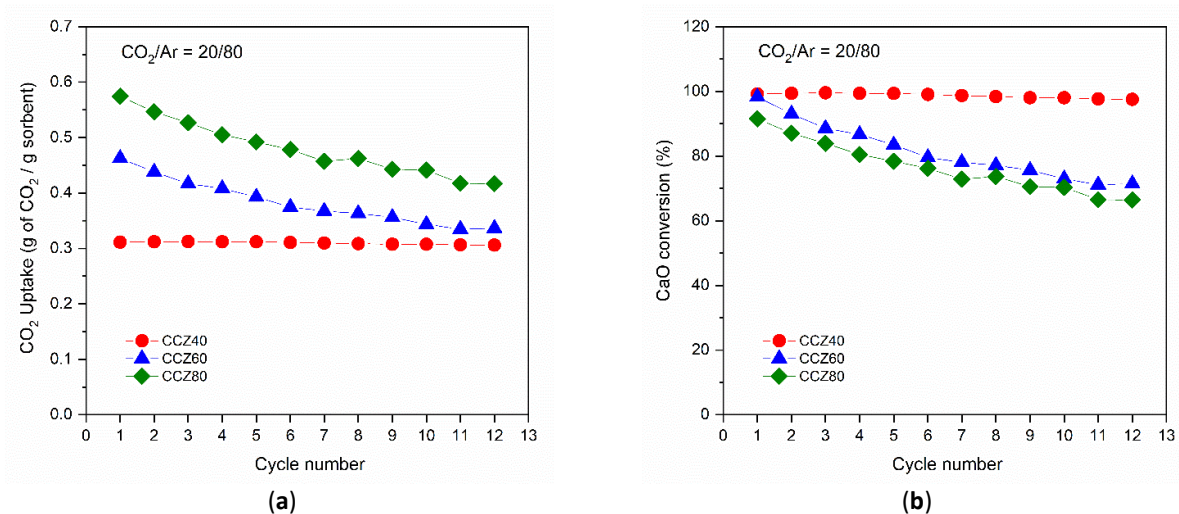 CO2/Ar = 20/80
CO2 Uptake (g of CO2 / g sorbent)
0.7
0.6
0.5
0.4
0.3
0.2
0.1
0.0
CCZ40
CCZ60
CCZ80
0 1 2 3 4 5 6 7 8 9 10 11 12 13
Cycle number
(a)
CO2/Ar = 20/80
CaO conversion (%)
120
100
80
60
40
20
0
CCZ40
CCZ60
CCZ80
0 1 2 3 4 5 6 7 8 9 10 11 12 13
Cycle number
(b)